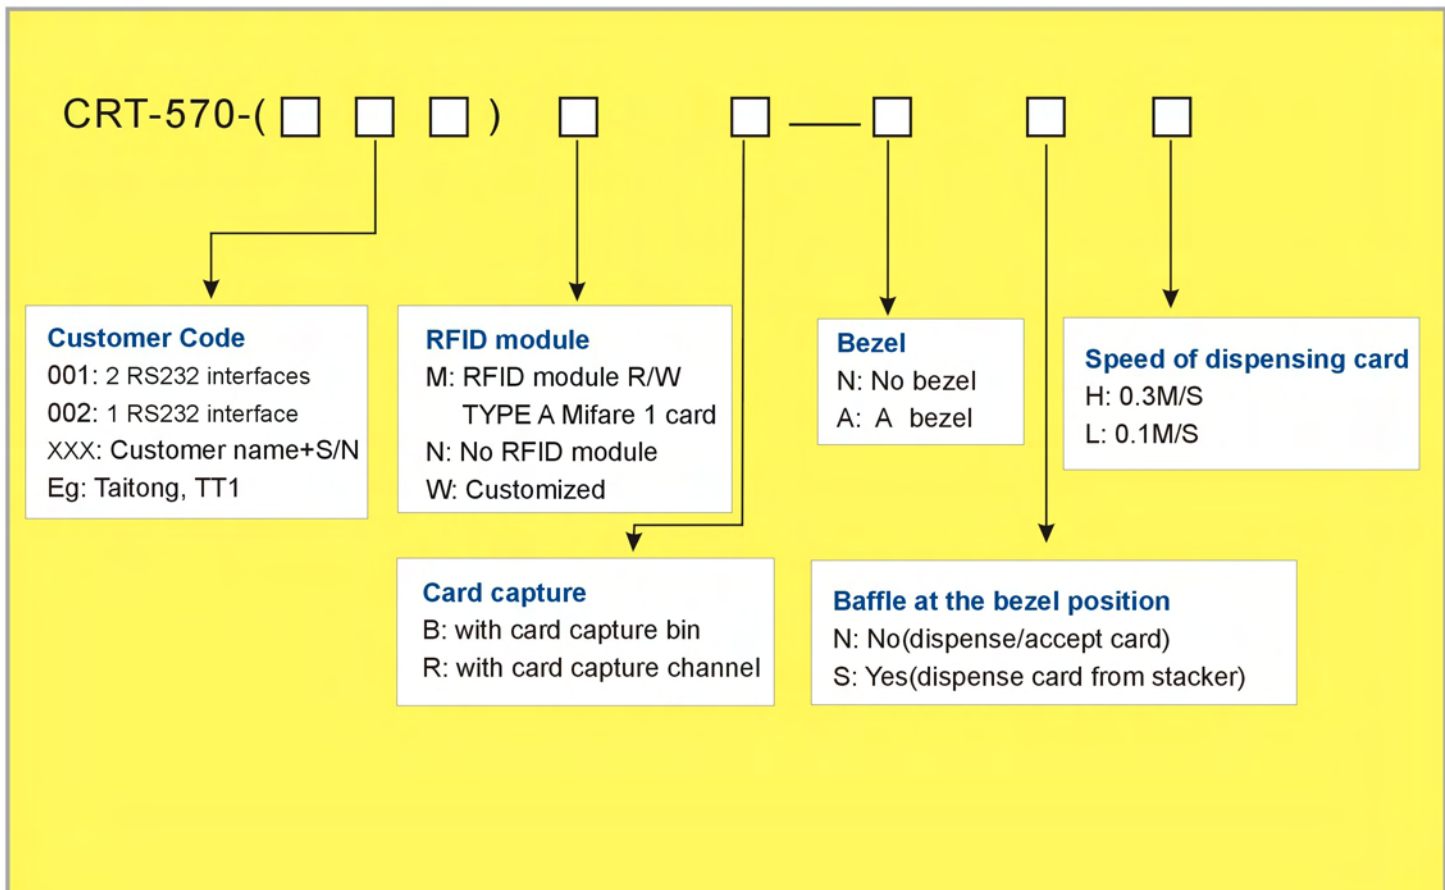 CRT-570-( )
Customer Code
001: 2 RS232 interfaces
002: 1 RS232 interface
XXX: Customer name+S/N
Eg: Taitong, TT1
RFID module
M: RFID module R/W
TYPE A Mifare 1 card
N: No RFID module
W: Customized
Bezel
N: No bezel
A: A bezel
Speed of dispensing card
H: 0.3M/S
L: 0.1M/S
Card capture
B: with card capture bin
R: with card capture channel
Baffle at the bezel position
N: No(dispense/accept card)
S: Yes(dispense card from stacker)